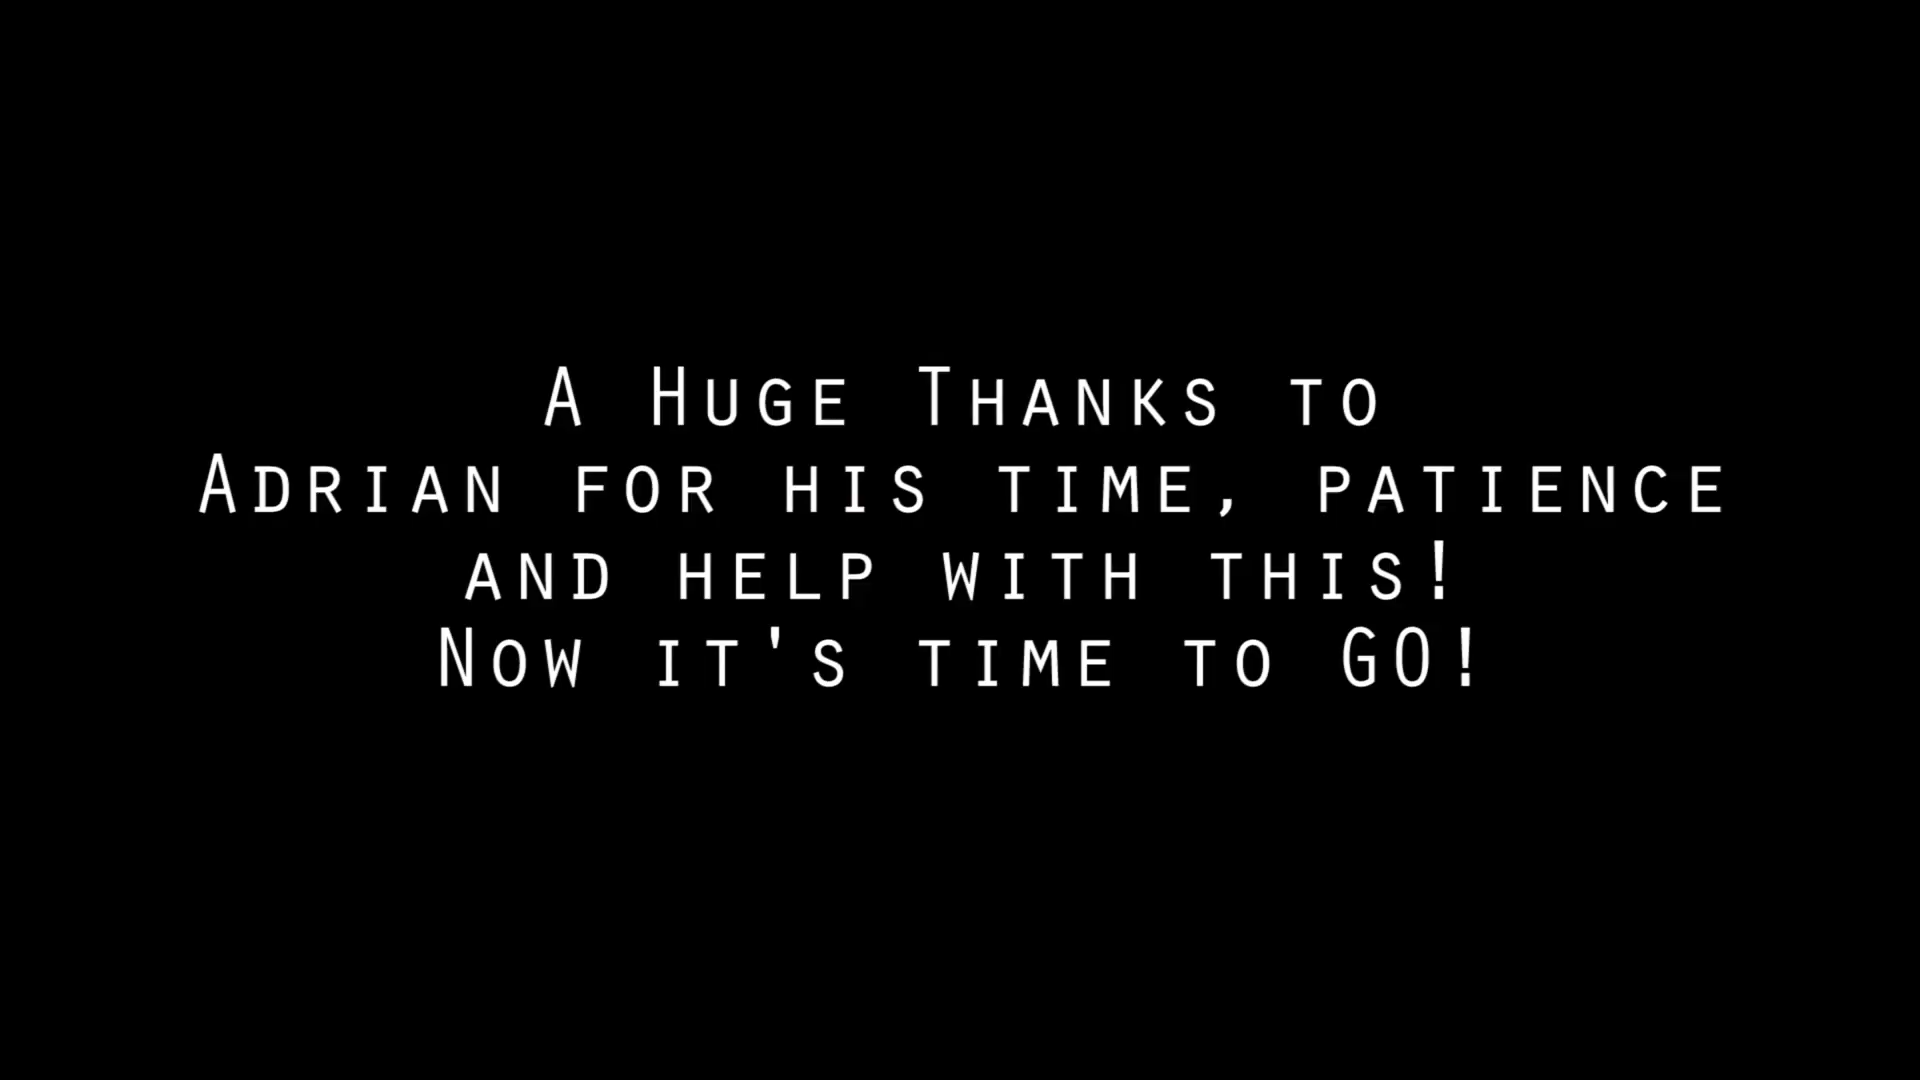 A Huge Thanks to
Adrian for his time, patience
and help with this!
Now it's time to GO!